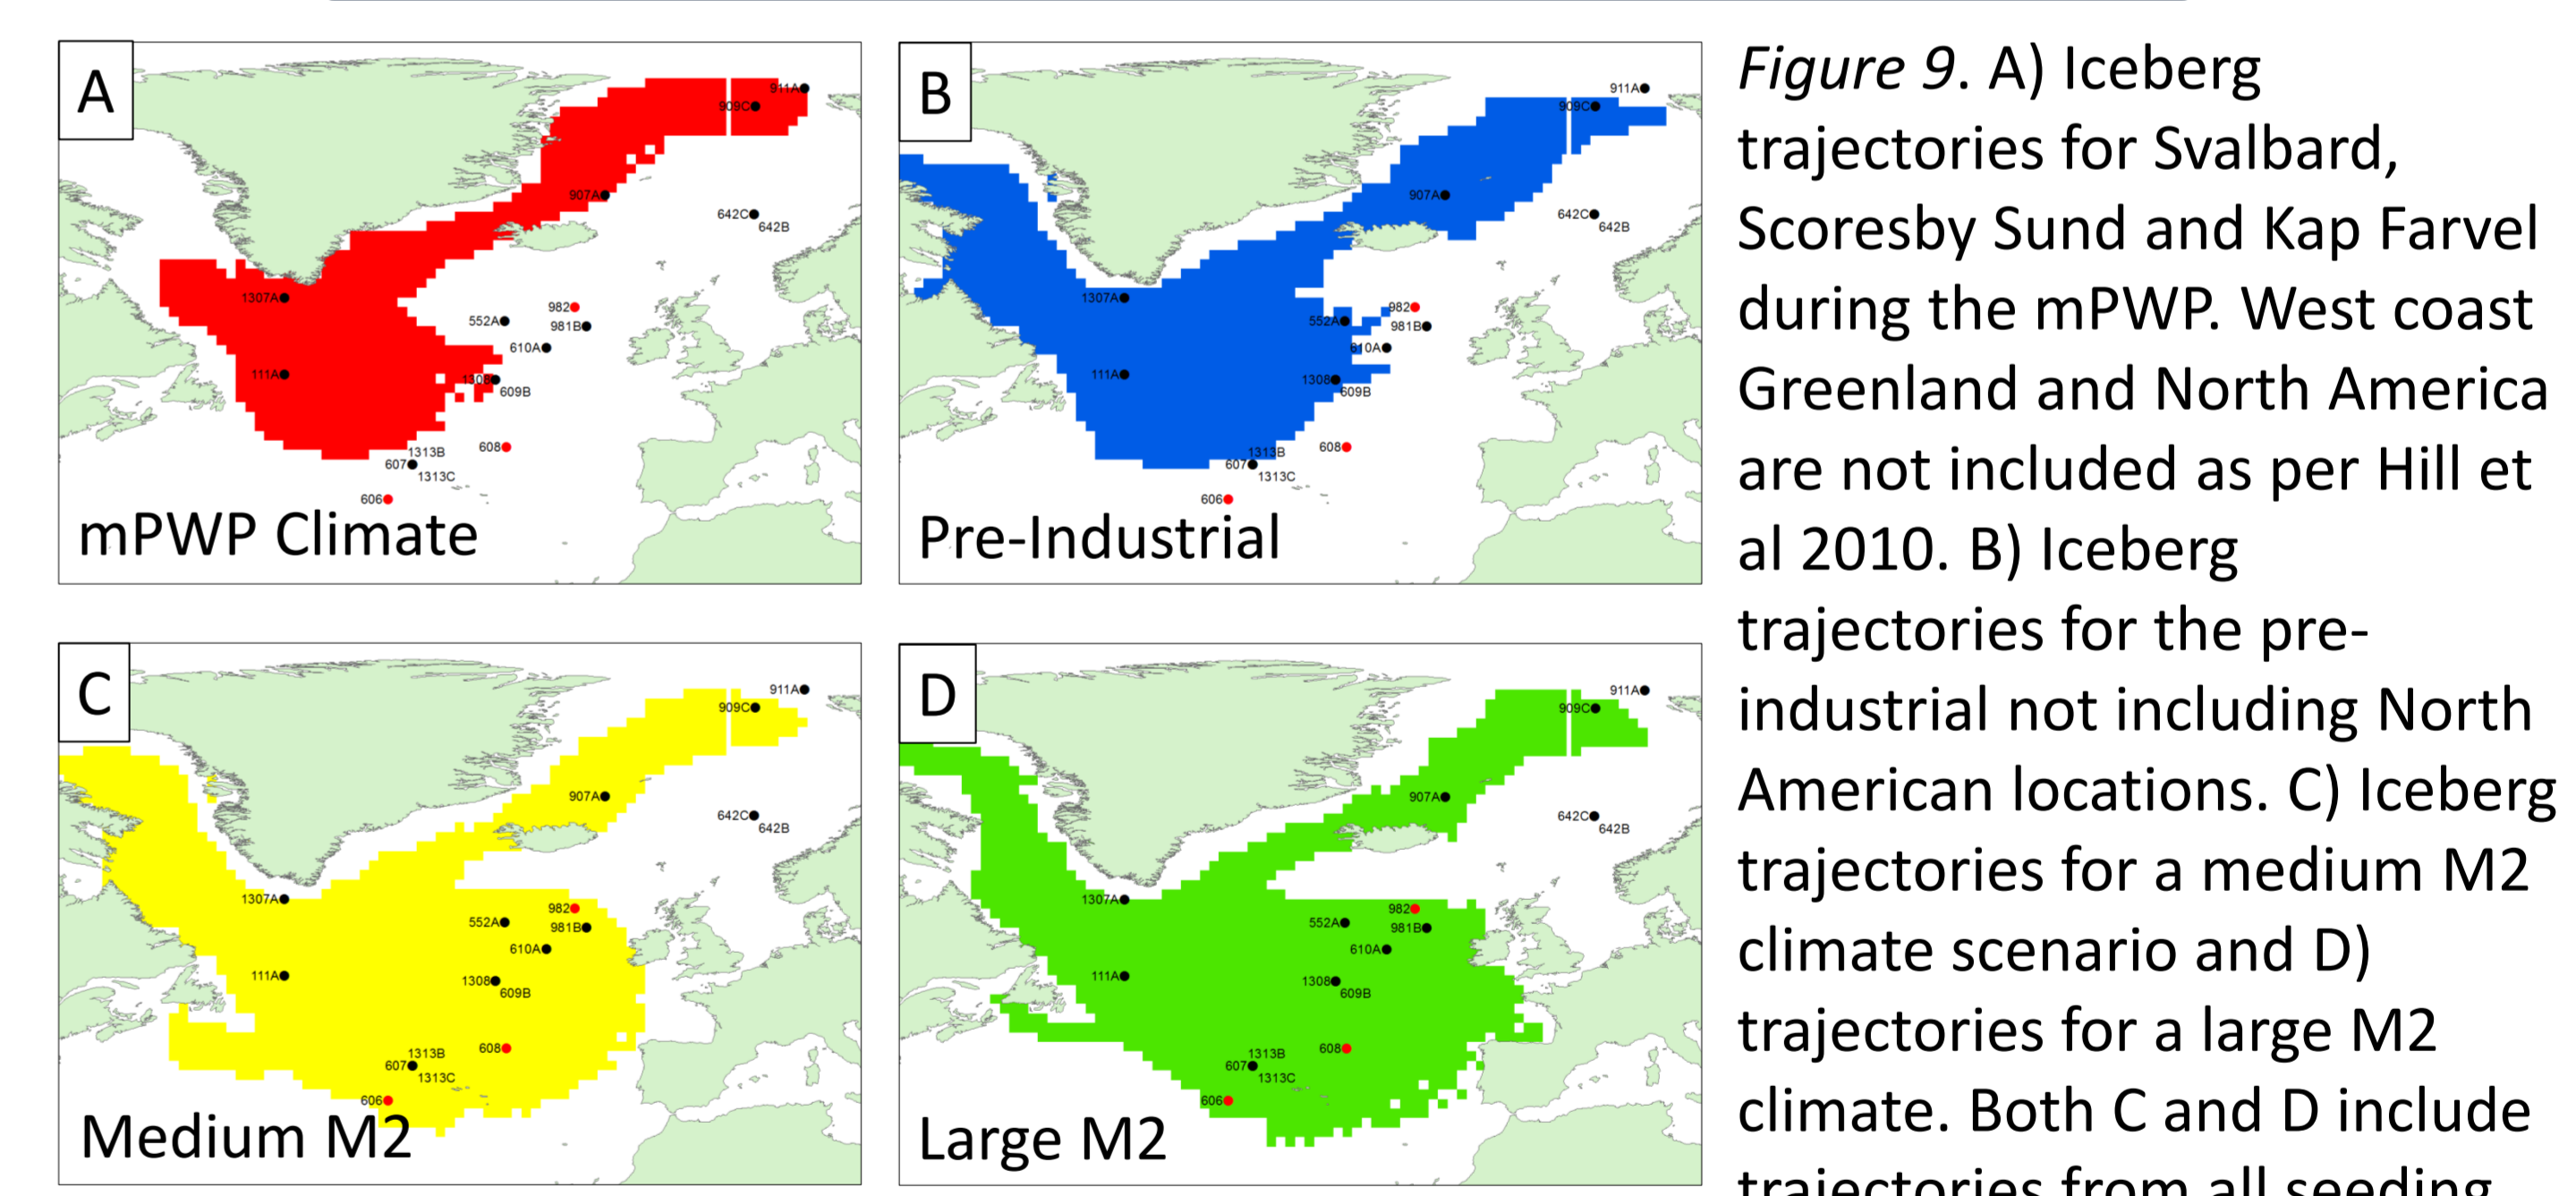 A
911A
909C
907A
642C
642B
1307A
982
552A
981B
610A
111A
1308
609B
1313B
608
607
1313C
606
mPWP Climate
B
911A
909C
907A
642C
642B
1307A
982
552A
981B
610A
111A
1308
609B
1313B
608
607
1313C
606
Pre-Industrial
C
911A
909C
907A
642C
642B
1307A
982
552A
981B
610A
111A
1308
609B
1313B
608
607
1313C
606
Medium M2
D
911A
909C
907A
642C
642B
1307A
982
552A
981B
610A
111A
1308
609B
1313B
608
607
1313C
606
Large M2
Figure 9. A) Iceberg
trajectories for Svalbard,
Scoresby Sund and Kap Farvel
during the mPWP. West coast
Greenland and North America
are not included as per Hill et
al 2010. B) Iceberg
trajectories for the pre-
industrial not including North
American locations. C) Iceberg
trajectories for a medium M2
climate scenario and D)
trajectories for a large M2
climate. Both C and D include
trajectories from all seeding